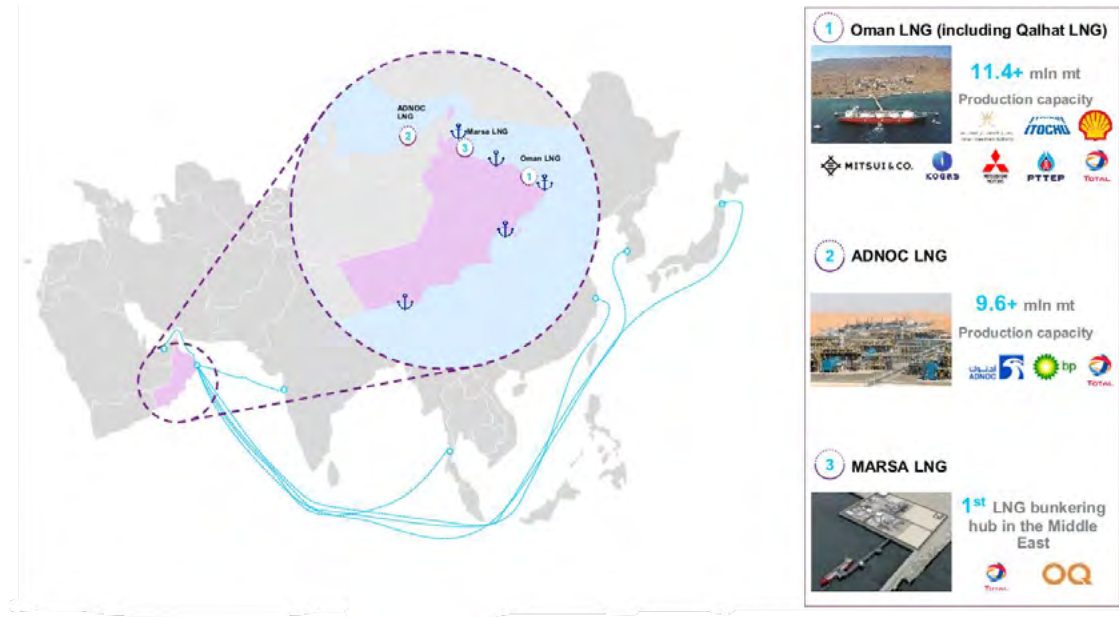 ADNOC
LNG
2
Marsa LNG
3
Oman LNG
1
1 Oman LNG (including Qalhat LNG)
11.4+ mln mt
Production capacity
ITOCHU
MITSUI & CO.
KOGAS
PTTEP
TOTAL
2 ADNOC LNG
9.6+ mln mt
Production capacity
أدنوك
ADNOC
bp
TOTAL
3 MARSA LNG
1st LNG bunkering
hub in the Middle
East
TOTAL
OQ